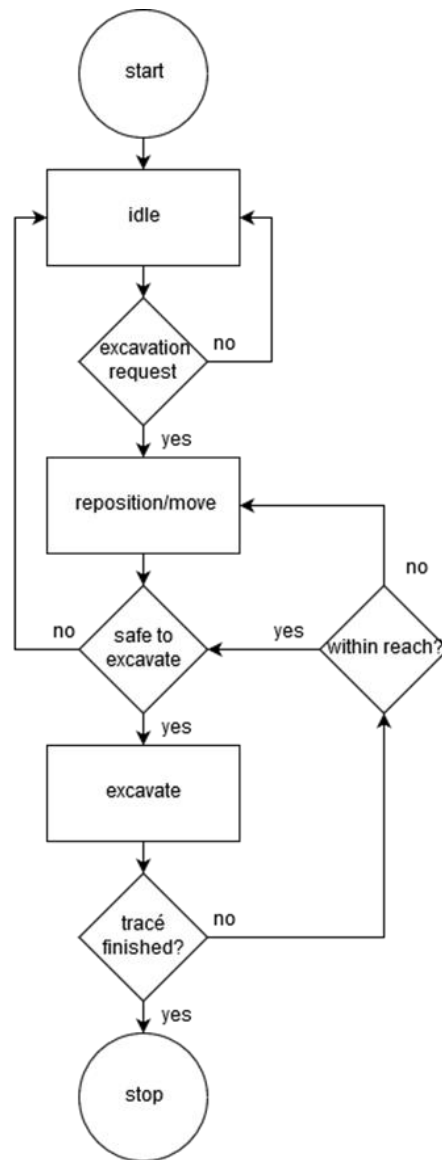 start
idle
excavation
request
no
yes
reposition/move
no
no
safe to
excavate
yes
within reach?
yes
excavate
tracé
finished?
no
yes
stop